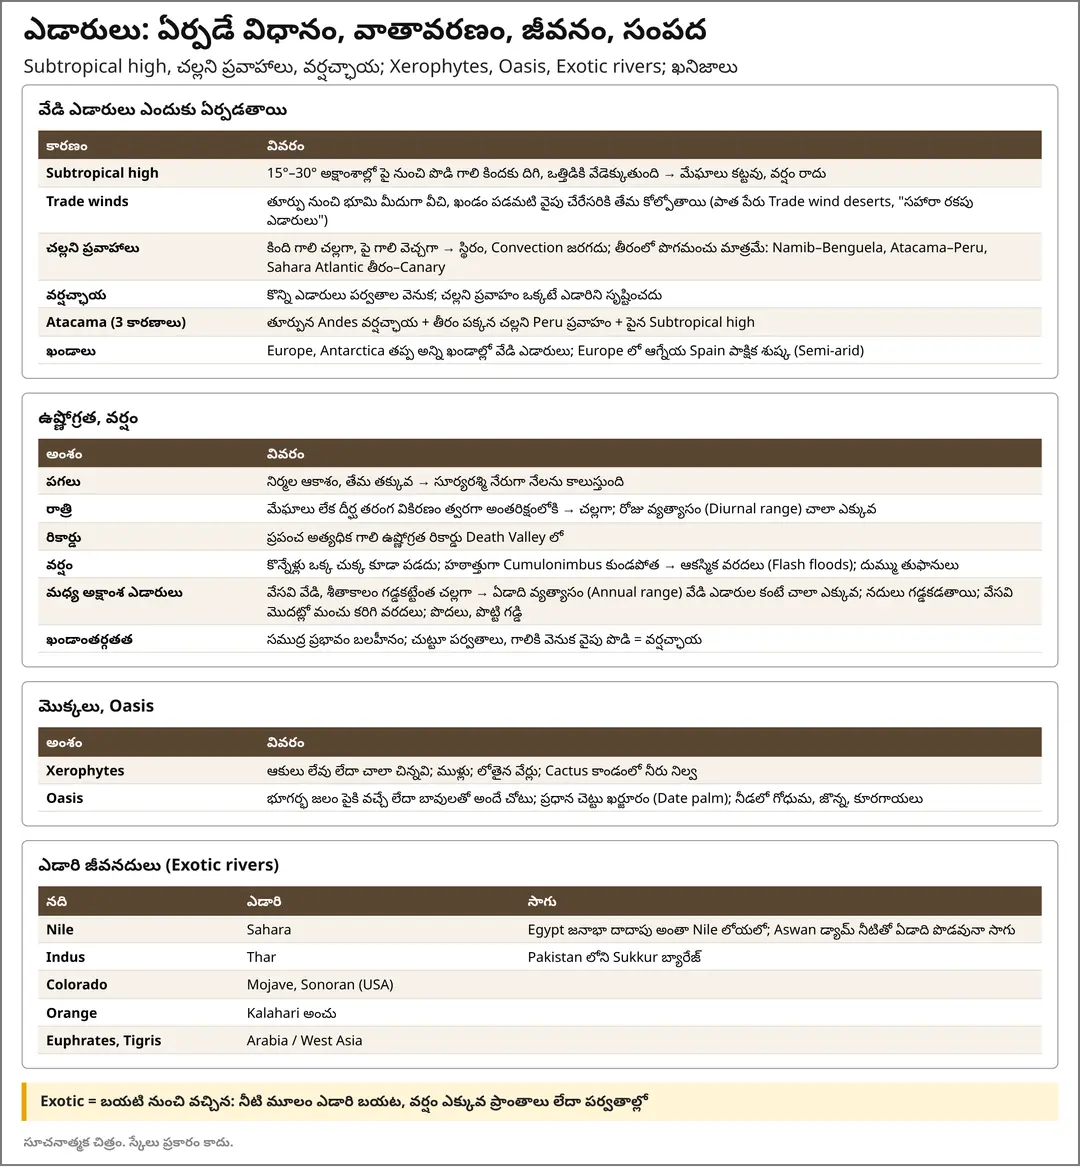 ఎడారులు: ఏర్పడే విధానం, వాతావరణం, జీవనం, సంపద
Subtropical high, చల్లని ప్రవాహాలు, వర్షచ్ఛాయ; Xerophytes, Oasis, Exotic rivers; ఖనిజాలు
వేడి ఎడారులు ఎందుకు ఏర్పడతాయి
కారణం వివరం
Subtropical high 15°–30° అక్షాంశాల్లో పై నుంచి పొడి గాలి కిందకు దిగి, ఒత్తిడికి వేడెక్కుతుంది → మేఘాలు కట్టవు, వర్షం రాదు
Trade winds తూర్పు నుంచి భూమి మీదుగా వీచి, ఖండం పడమటి వైపు చేరేసరికి తేమ కోల్పోతాయి (పాత పేరు Trade wind deserts, "సహారా రకపు
ఎడారులు")
చల్లని ప్రవాహాలు కింది గాలి చల్లగా, పై గాలి వెచ్చగా → స్థిరం, Convection జరగదు; తీరంలో పొగమంచు మాత్రమే: Namib–Benguela, Atacama–Peru,
Sahara Atlantic తీరం–Canary
వర్షచ్ఛాయ కొన్ని ఎడారులు పర్వతాల వెనుక; చల్లని ప్రవాహం ఒక్కటే ఎడారిని సృష్టించదు
Atacama (3 కారణాలు) తూర్పున Andes వర్షచ్ఛాయ + తీరం పక్కన చల్లని Peru ప్రవాహం + పైన Subtropical high
ఖండాలు Europe, Antarctica తప్ప అన్ని ఖండాల్లో వేడి ఎడారులు; Europe లో ఆగ్నేయ Spain పాక్షిక శుష్క (Semi-arid)
ఉష్ణోగ్రత, వర్షం
అంశం వివరం
పగలు నిర్మల ఆకాశం, తేమ తక్కువ → సూర్యరశ్మి నేరుగా నేలను కాలుస్తుంది
రాత్రి మేఘాలు లేక దీర్ఘ తరంగ వికిరణం త్వరగా అంతరిక్షంలోకి → చల్లగా; రోజు వ్యత్యాసం (Diurnal range) చాలా ఎక్కువ
రికార్డు ప్రపంచ అత్యధిక గాలి ఉష్ణోగ్రత రికార్డు Death Valley లో
వర్షం కొన్నేళ్లు ఒక్క చుక్క కూడా పడదు; హఠాత్తుగా Cumulonimbus కుండపోత → ఆకస్మిక వరదలు (Flash floods); దుమ్ము తుఫానులు
మధ్య అక్షాంశ ఎడారులు వేసవి వేడి, శీతాకాలం గడ్డకట్టేంత చల్లగా → ఏడాది వ్యత్యాసం (Annual range) వేడి ఎడారుల కంటే చాలా ఎక్కువ; నదులు గడ్డకడతాయి; వేసవి
మొదట్లో మంచు కరిగి వరదలు; పొదలు, పొట్టి గడ్డి
ఖండాంతర్గతత సముద్ర ప్రభావం బలహీనం; చుట్టూ పర్వతాలు, గాలికి వెనుక వైపు పొడి = వర్షచ్ఛాయ
మొక్కలు, Oasis
అంశం వివరం
Xerophytes ఆకులు లేవు లేదా చాలా చిన్నవి; ముళ్లు; లోతైన వేర్లు; Cactus కాండంలో నీరు నిల్వ
Oasis భూగర్భ జలం పైకి వచ్చే లేదా బావులతో అందే చోటు; ప్రధాన చెట్టు ఖర్జూరం (Date palm); నీడలో గోధుమ, జొన్న, కూరగాయలు
ఎడారి జీవనదులు (Exotic rivers)
నది ఎడారి సాగు
Nile Sahara Egypt జనాభా దాదాపు అంతా Nile లోయలో; Aswan డ్యామ్ నీటితో ఏడాది పొడవునా సాగు
Indus Thar Pakistan లోని Sukkur బ్యారేజ్
Colorado Mojave, Sonoran (USA)
Orange Kalahari అంచు
Euphrates, Tigris Arabia / West Asia
Exotic = బయటి నుంచి వచ్చిన: నీటి మూలం ఎడారి బయట, వర్షం ఎక్కువ ప్రాంతాలు లేదా పర్వతాల్లో
సూచనాత్మక చిత్రం. స్కేలు ప్రకారం కాదు.